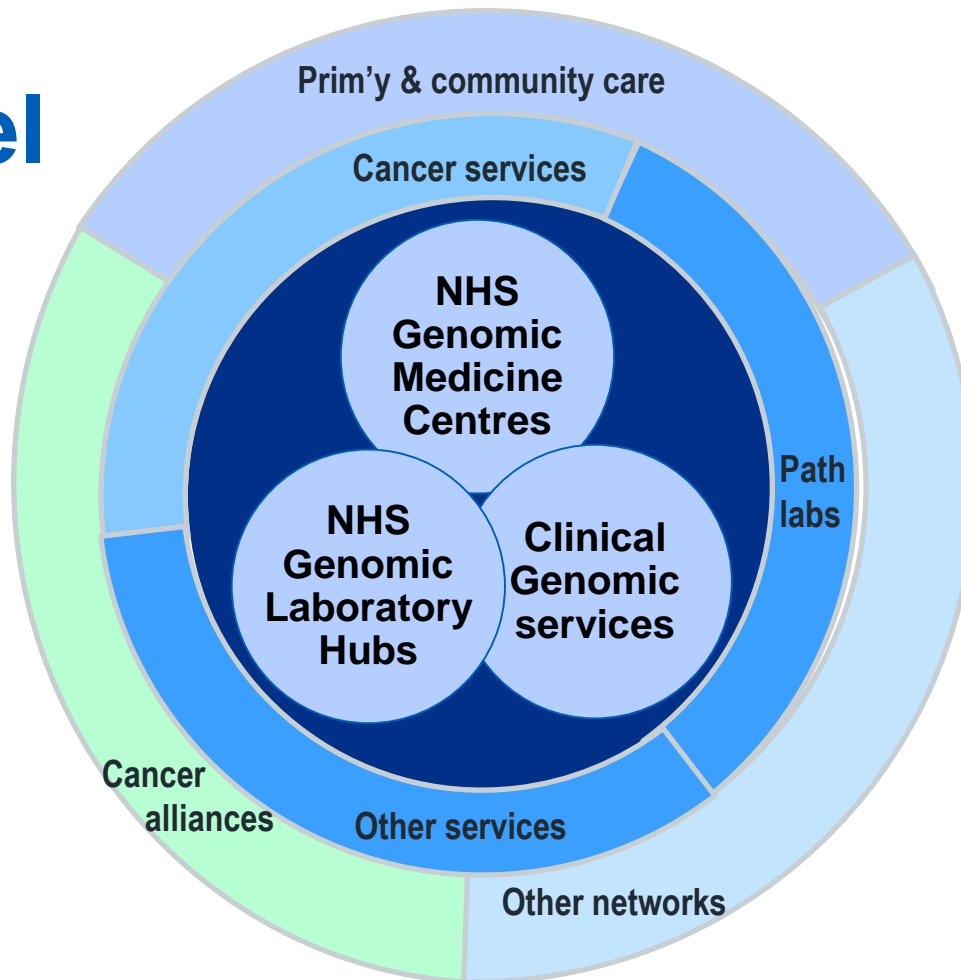 el
Prim'y & community care
Cancer services
NHS
Genomic
Medicine
Centres
Path
labs
NHS
Genomic
Laboratory
Hubs
Clinical
Genomic
services
Cancer
alliances
Other services
Other networks